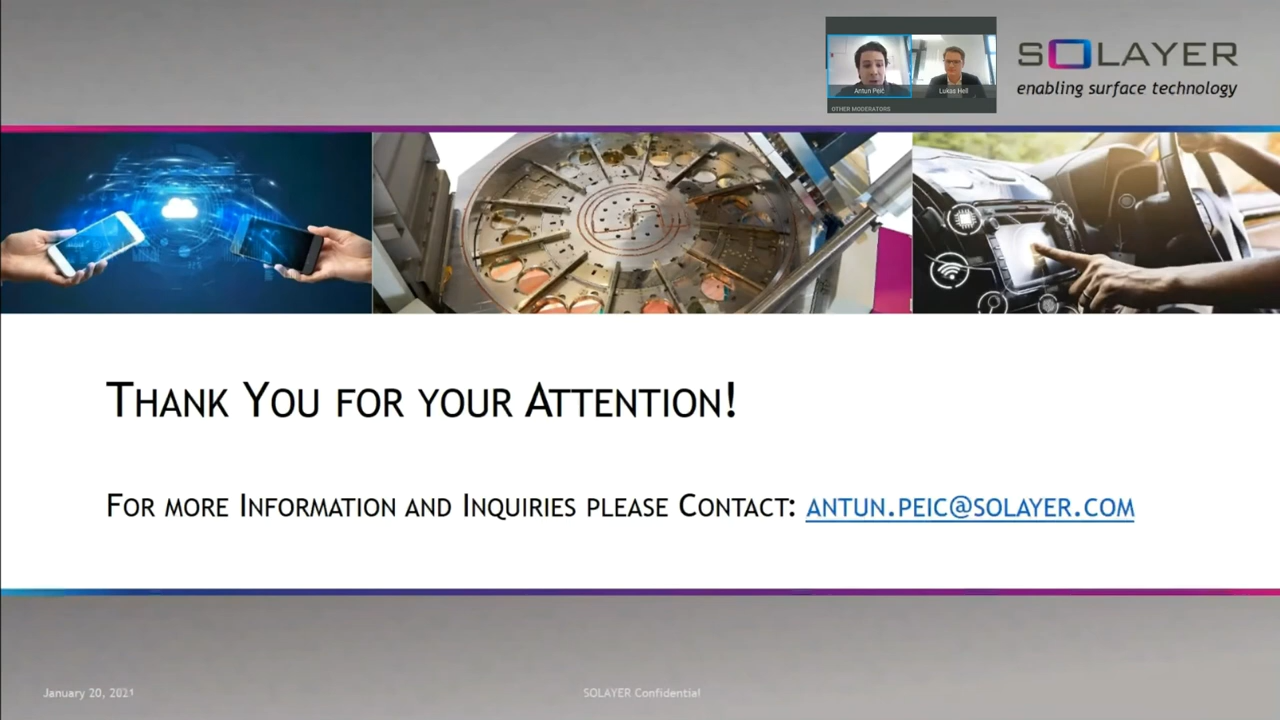 SOLAYER
enabling surface technology
Antun Peić
Lukas Hell
OTHER MODERATORS
THANK YOU FOR YOUR ATTENTION!
FOR MORE INFORMATION AND INQUIRIES PLEASE CONTACT: ANTUN.PEIC@SOLAYER.COM
January 20, 2021
SOLAYER Confidential